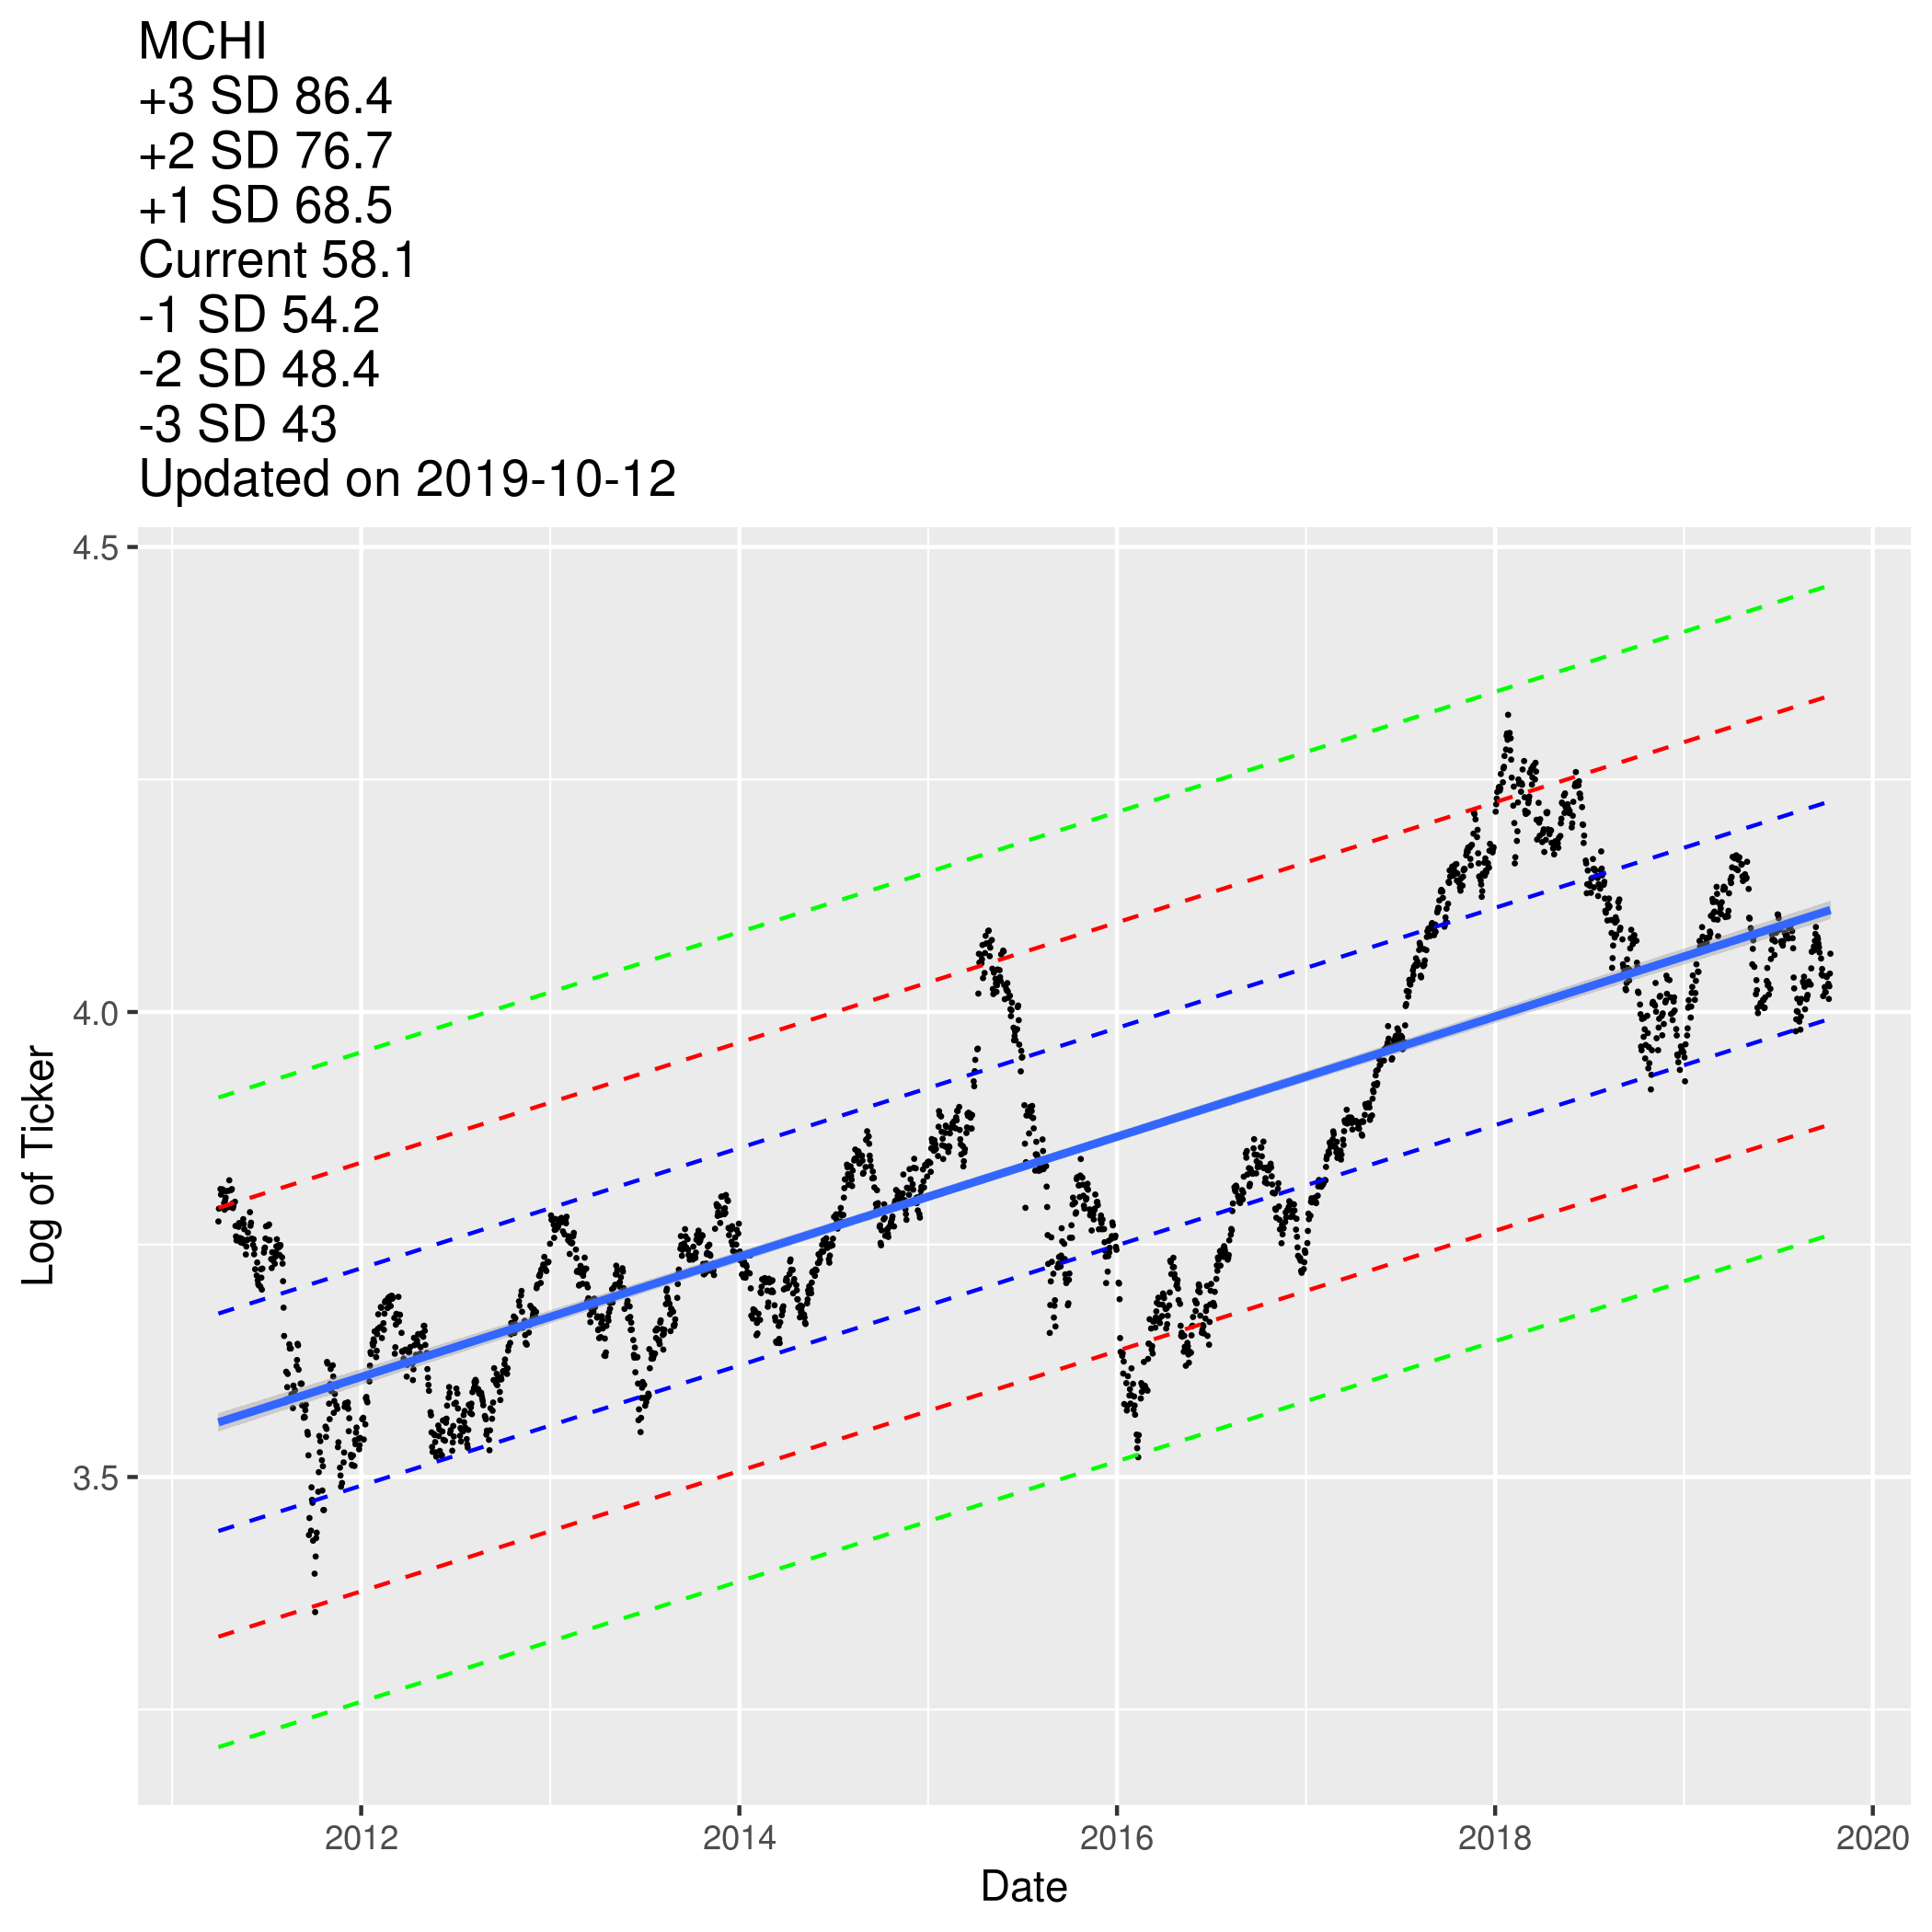 MCHI
+3 SD 86.4
+2 SD 76.7
+1 SD 68.5
Current 58.1
-1 SD 54.2
-2 SD 48.4
-3 SD 43
Updated on 2019-10-12
4.5
4.0
3.5
Log of Ticker
2012 2014 2016 2018 2020
Date